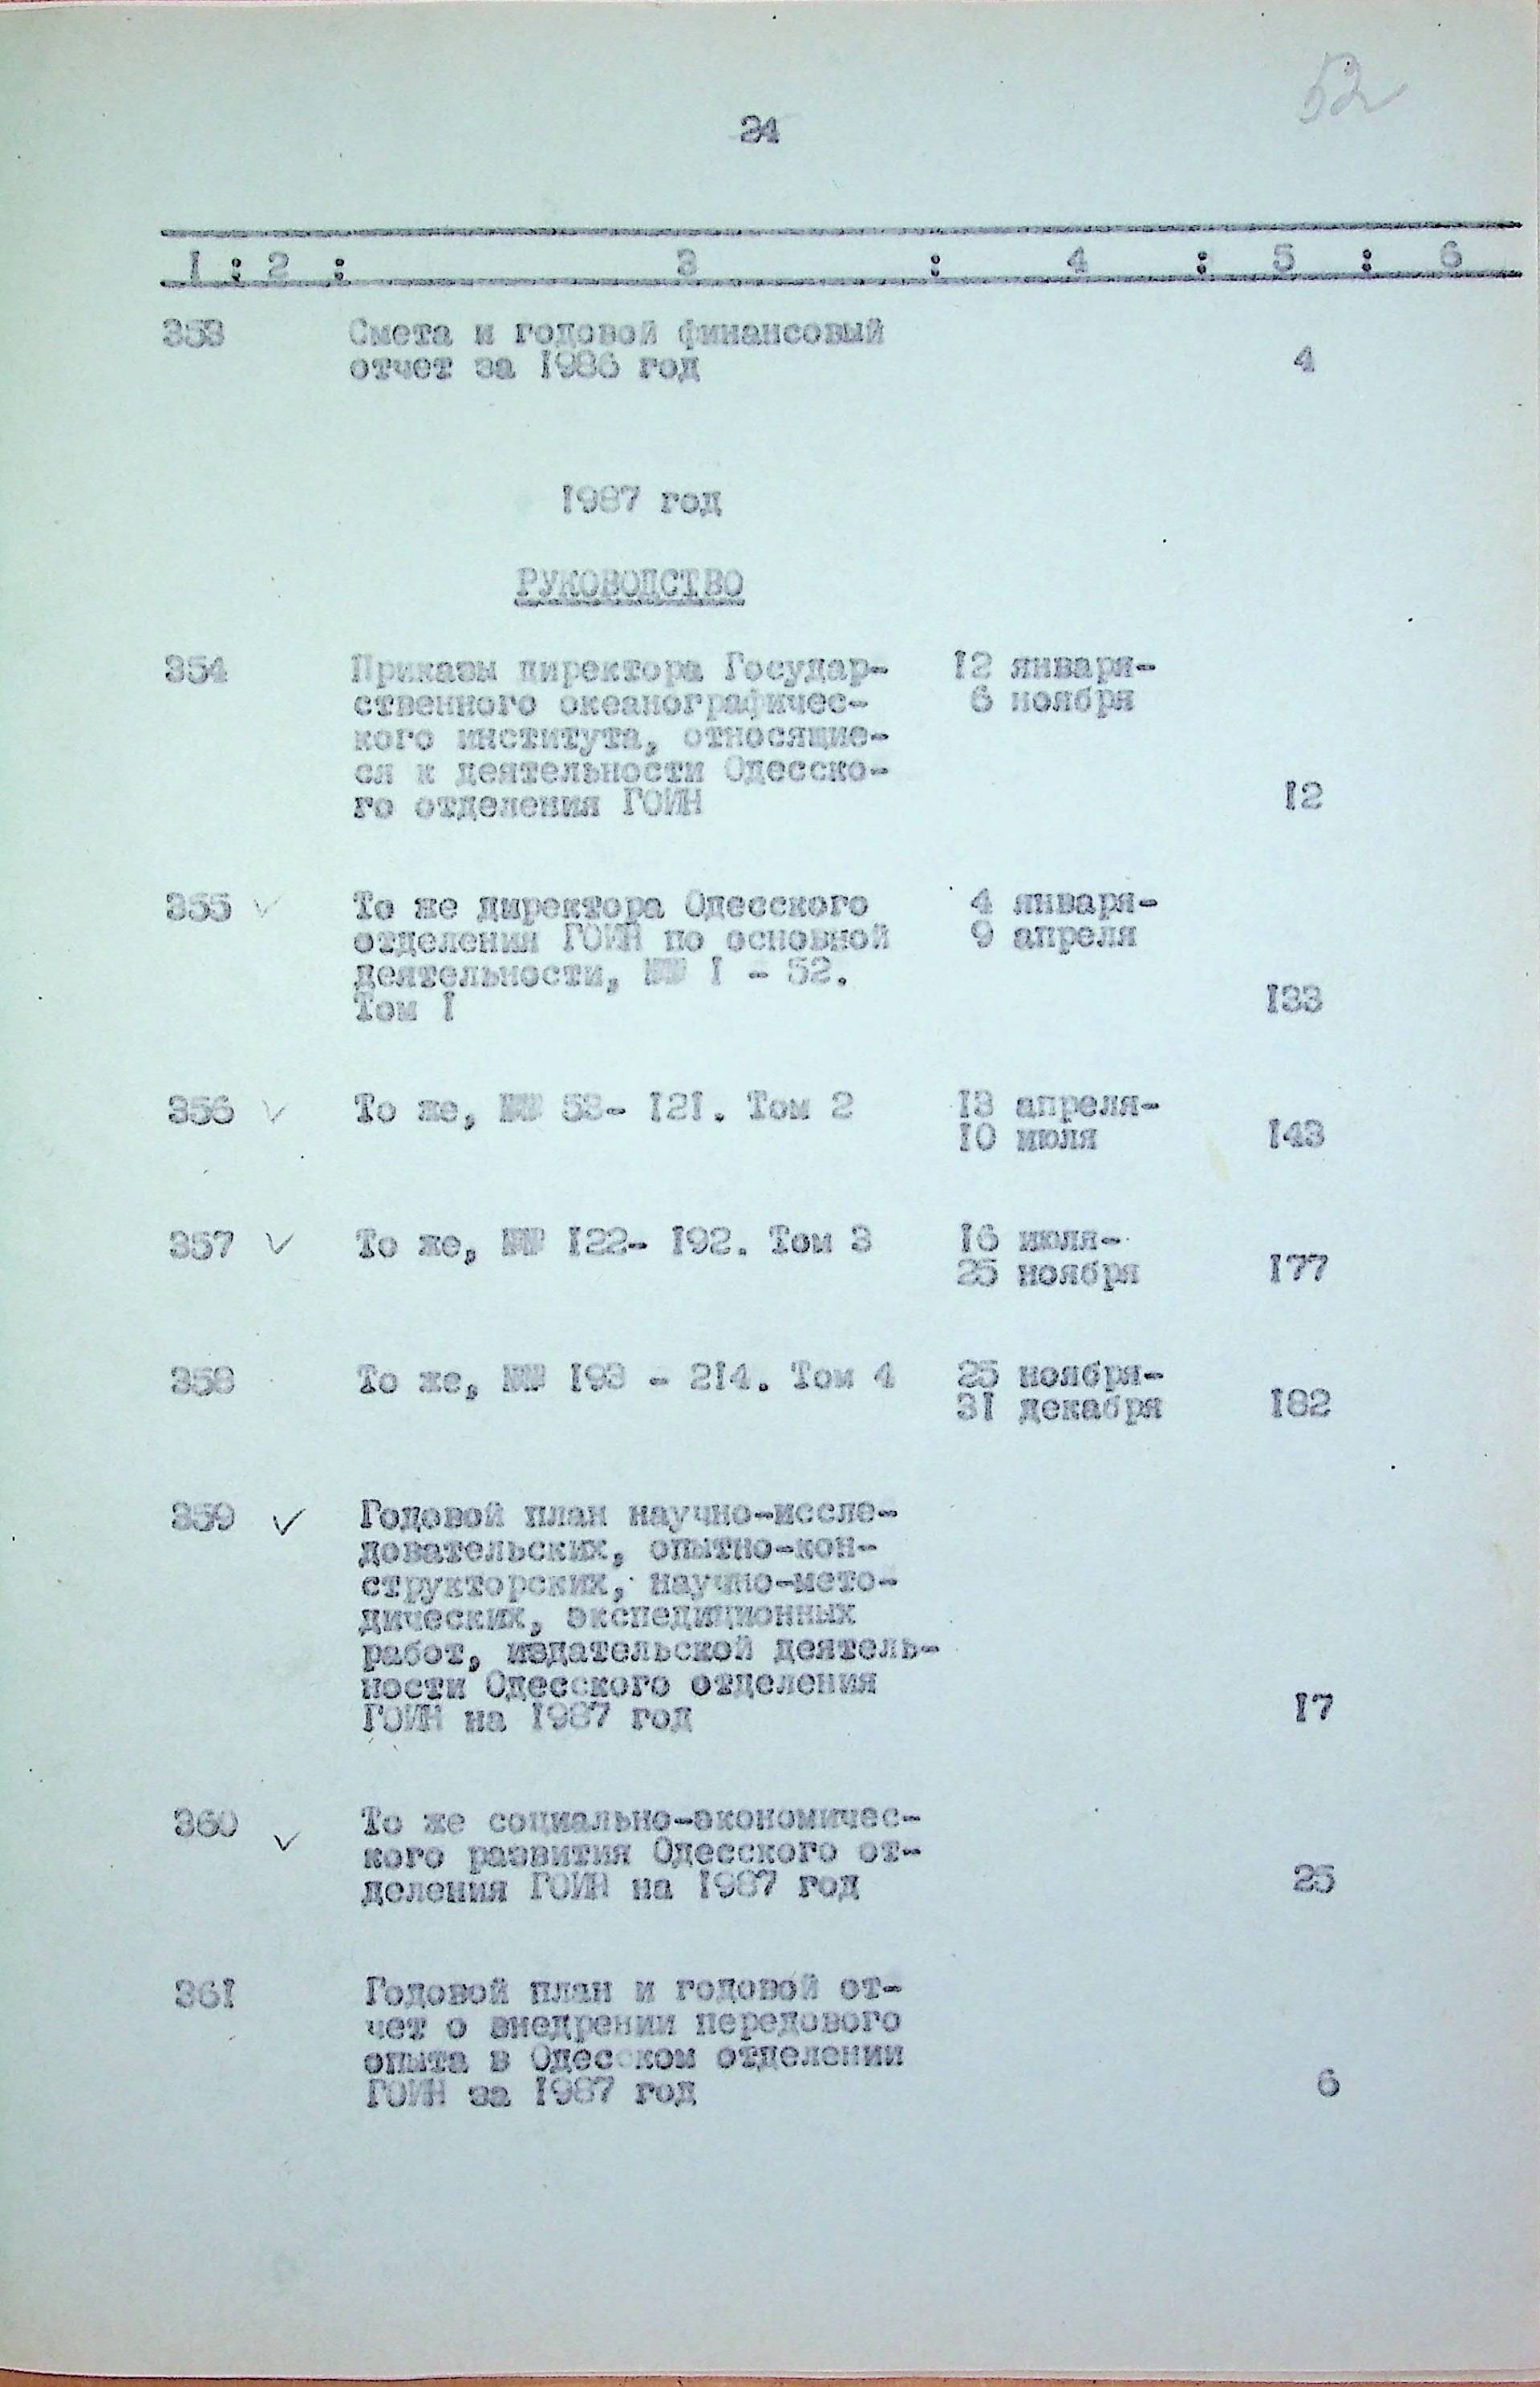 52
24
1 : 2 : 3 : 4 : 5 : 6
353 Смета и годовой финансовый
отчет за 1986 год 4
1987 год
РУКОВОДСТВО
354 Приказы директора Государ- 12 января-
ственного океанографичес- 6 ноября
кого института, относящие-
ся к деятельности Одесско-
го отделения ГОИН 12
355 ✓ То же директора Одесского 4 января-
отделения ГОИН по основной 9 апреля
деятельности, №№ 1 - 52.
Том 1 133
356 ✓ То же, №№ 53- 121. Том 2 13 апреля-
10 июля 143
357 ✓ То же, №№ 122- 192. Том 3 16 июля-
25 ноября 177
358 То же, №№ 193 - 214. Том 4 25 ноября-
31 декабря 182
359 ✓ Годовой план научно-иссле-
довательских, опытно-кон-
структорских, научно-мето-
дических, экспедиционных
работ, издательской деятель-
ности Одесского отделения
ГОИН на 1987 год 17
360 ✓ То же социально-экономичес-
кого развития Одесского от-
деления ГОИН на 1987 год 25
361 Годовой план и годовой от-
чет о внедрении передового
опыта в Одесском отделении
ГОИН за 1987 год 6